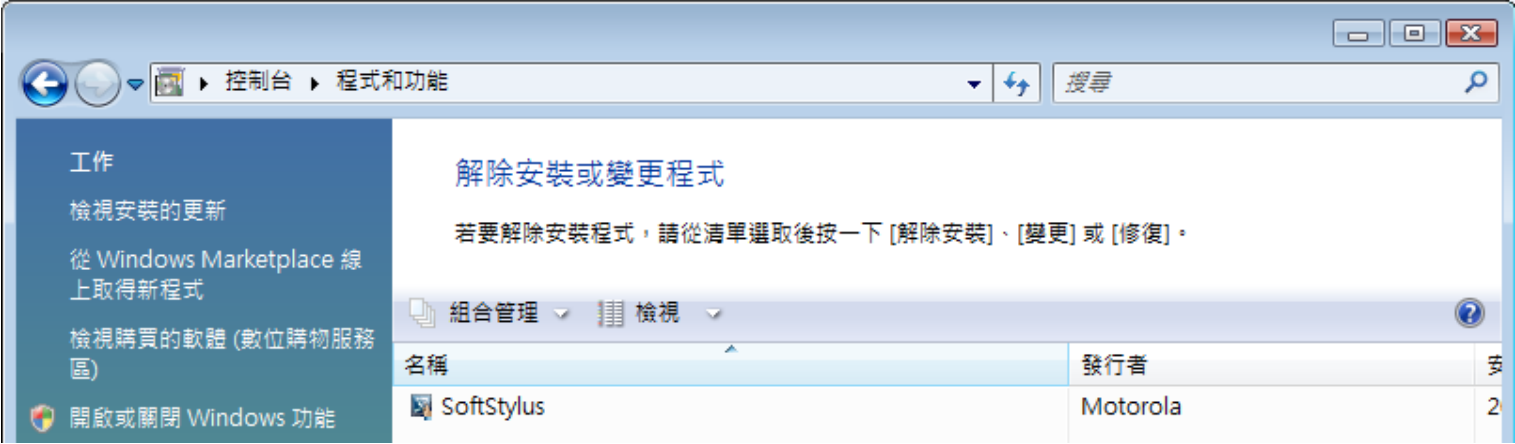 控制台 ▸ 程式和功能
搜尋
工作
檢視安裝的更新
從 Windows Marketplace 線
上取得新程式
檢視購買的軟體 (數位購物服務
區)
開啟或關閉 Windows 功能
解除安裝或變更程式
若要解除安裝程式，請從清單選取後按一下 [解除安裝]、[變更] 或 [修復]。
組合管理 檢視
名稱 發行者
SoftStylus Motorola